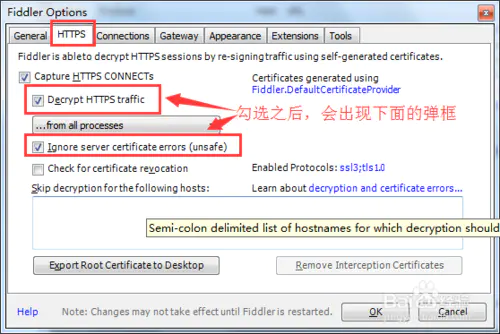 Fiddler Options
General HTTPS Connections Gateway Appearance Extensions Tools
Fiddler is able to decrypt HTTPS sessions by re-signing traffic using self-generated certificates.
Capture HTTPS CONNECTs
Certificates generated using
Fiddler.DefaultCertificateProvider
Decrypt HTTPS traffic
勾选之后，会出现下面的弹框
...from all processes
Ignore server certificate errors (unsafe)
Check for certificate revocation
Enabled Protocols: ssl3;tls1.0
Skip decryption for the following hosts:
Learn about decryption and certificate errors...
Semi-colon delimited list of hostnames for which decryption should
Export Root Certificate to Desktop
Remove Interception Certificates
Help
Note: Changes may not take effect until Fiddler is restarted.
OK
Cancel